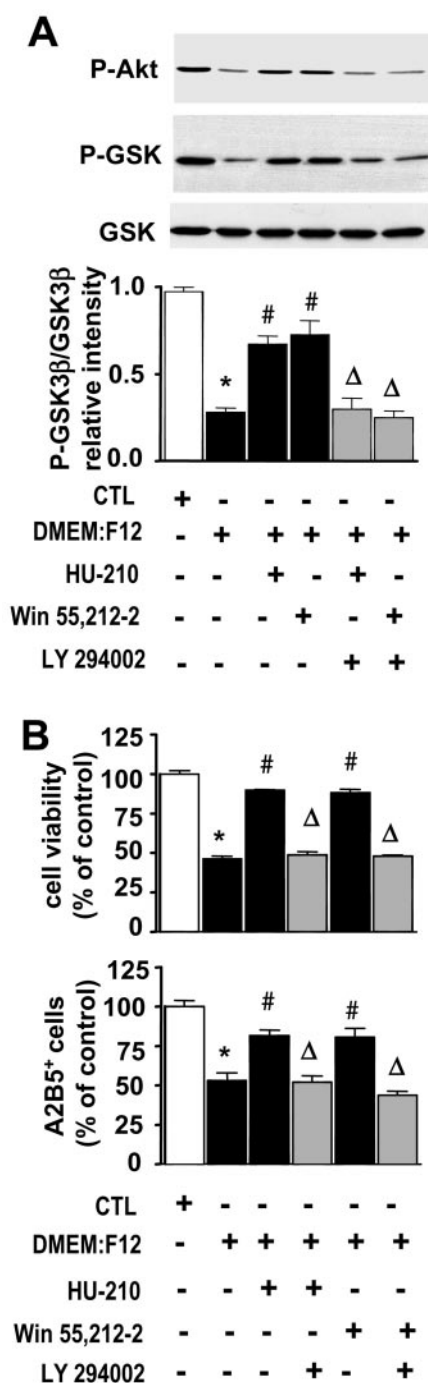 A
P-Akt
P-GSK
GSK
P-GSK3β/GSK3β
relative intensity
1.0
0.5
0.0
* # # Δ Δ
CTL + - - - - -
DMEM:F12 - + + + + +
HU-210 - - + - + -
Win 55,212-2 - - - + - +
LY 294002 - - - - + +
B
cell viability
(% of control)
125
100
75
50
25
0
* # Δ # Δ
A2B5⁺ cells
(% of control)
125
100
75
50
25
0
* # Δ # Δ
CTL + - - - - -
DMEM:F12 - + + + + +
HU-210 - - + + - -
Win 55,212-2 - - - - + +
LY 294002 - - - + - +